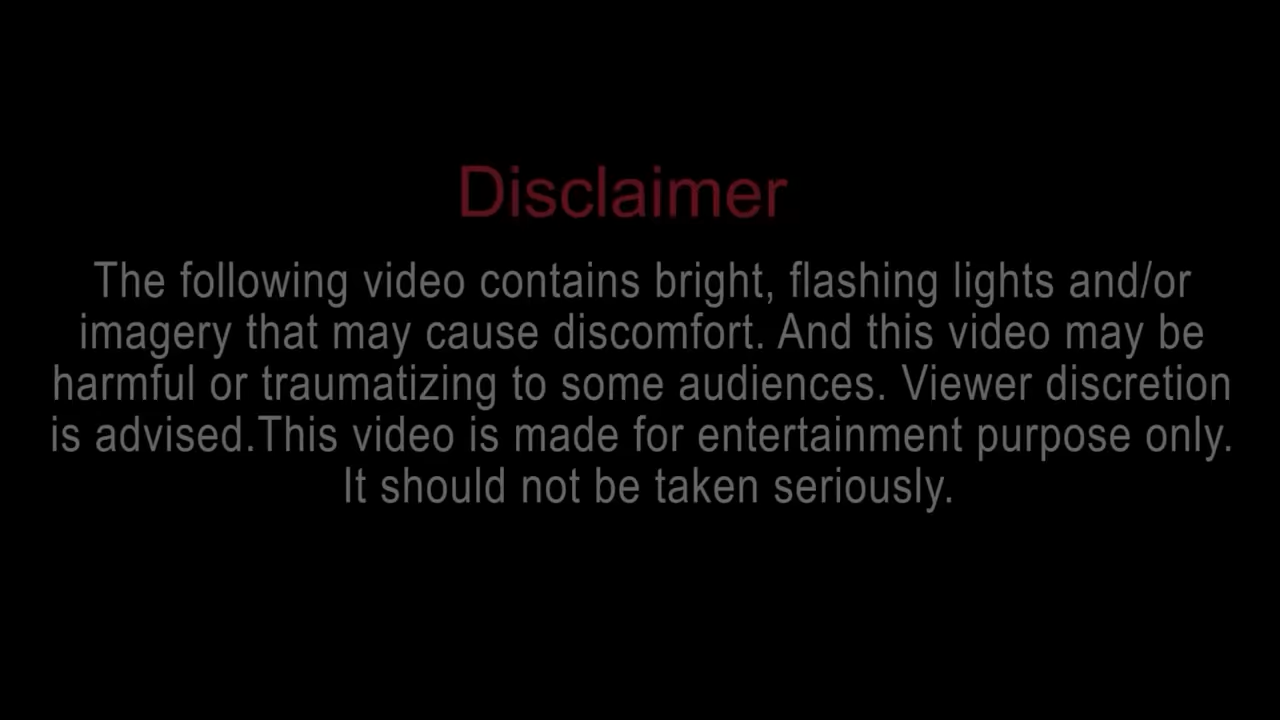 Disclaimer
The following video contains bright, flashing lights and/or
imagery that may cause discomfort. And this video may be
harmful or traumatizing to some audiences. Viewer discretion
is advised.This video is made for entertainment purpose only.
It should not be taken seriously.